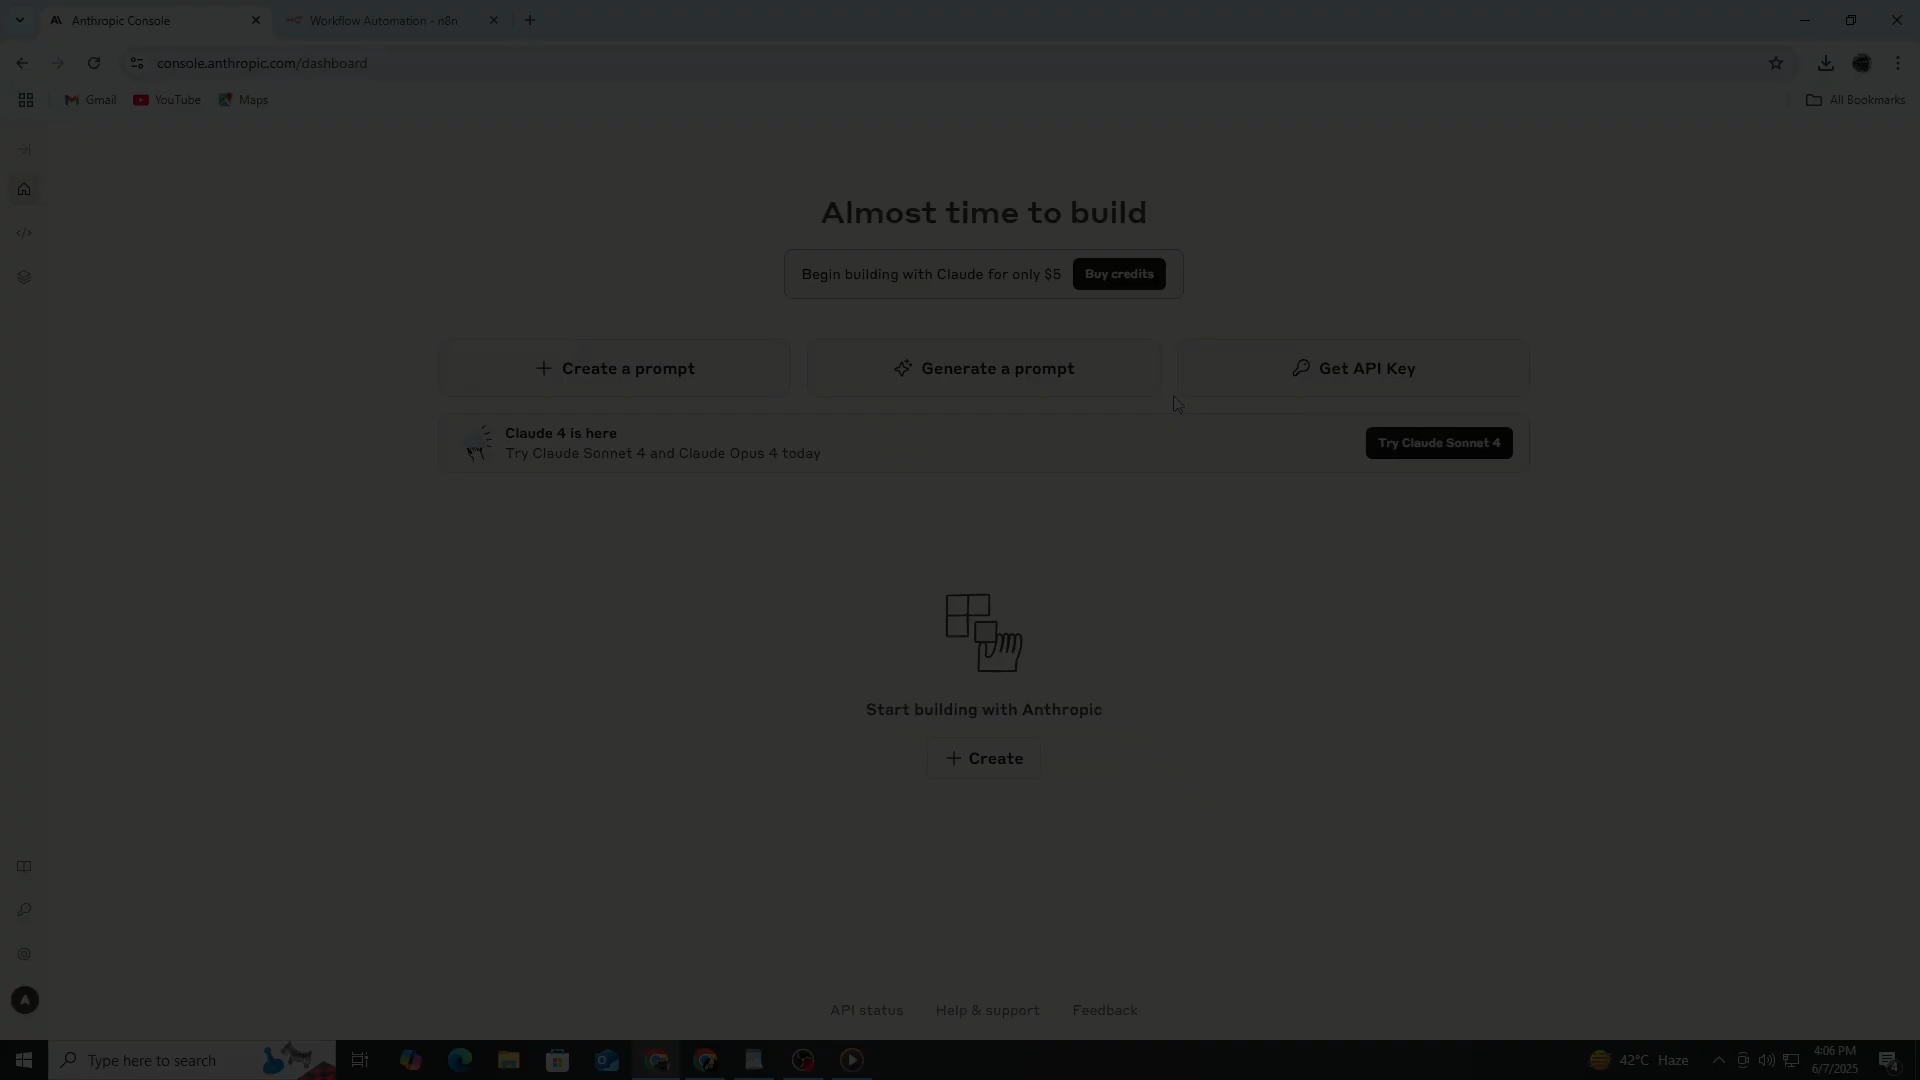 Anthropic Console
Workflow Automation - n8n
console.anthropic.com/dashboard
Gmail
YouTube
Maps
All Bookmarks
Almost time to build
Begin building with Claude for only $5
Buy credits
Create a prompt
Generate a prompt
Get API Key
Claude 4 is here
Try Claude Sonnet 4 and Claude Opus 4 today
Try Claude Sonnet 4
Start building with Anthropic
Create
A
API status
Help & support
Feedback
Type here to search
42°C Haze
4:06 PM
6/7/2025
4